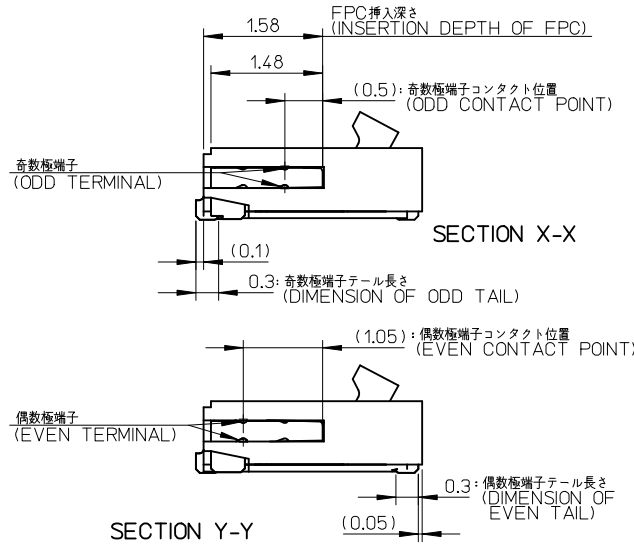 1.58
FPC挿入深さ
(INSERTION DEPTH OF FPC)
1.48
(0.5): 奇数極端子コンタクト位置
(ODD CONTACT POINT)
奇数極端子
(ODD TERMINAL)
SECTION X-X
(0.1)
0.3: 奇数極端子テール長さ
(DIMENSION OF ODD TAIL)
(1.05): 偶数極端子コンタクト位置
(EVEN CONTACT POINT)
偶数極端子
(EVEN TERMINAL)
0.3: 偶数極端子テール長さ
(DIMENSION OF
EVEN TAIL)
(0.05)
SECTION Y-Y